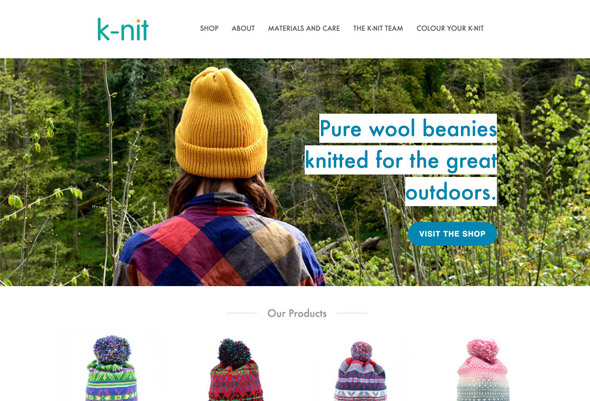 k-nit
SHOP ABOUT MATERIALS AND CARE THE K-NIT TEAM COLOUR YOUR K-NIT
Pure wool beanies
knitted for the great
outdoors.
VISIT THE SHOP
Our Products